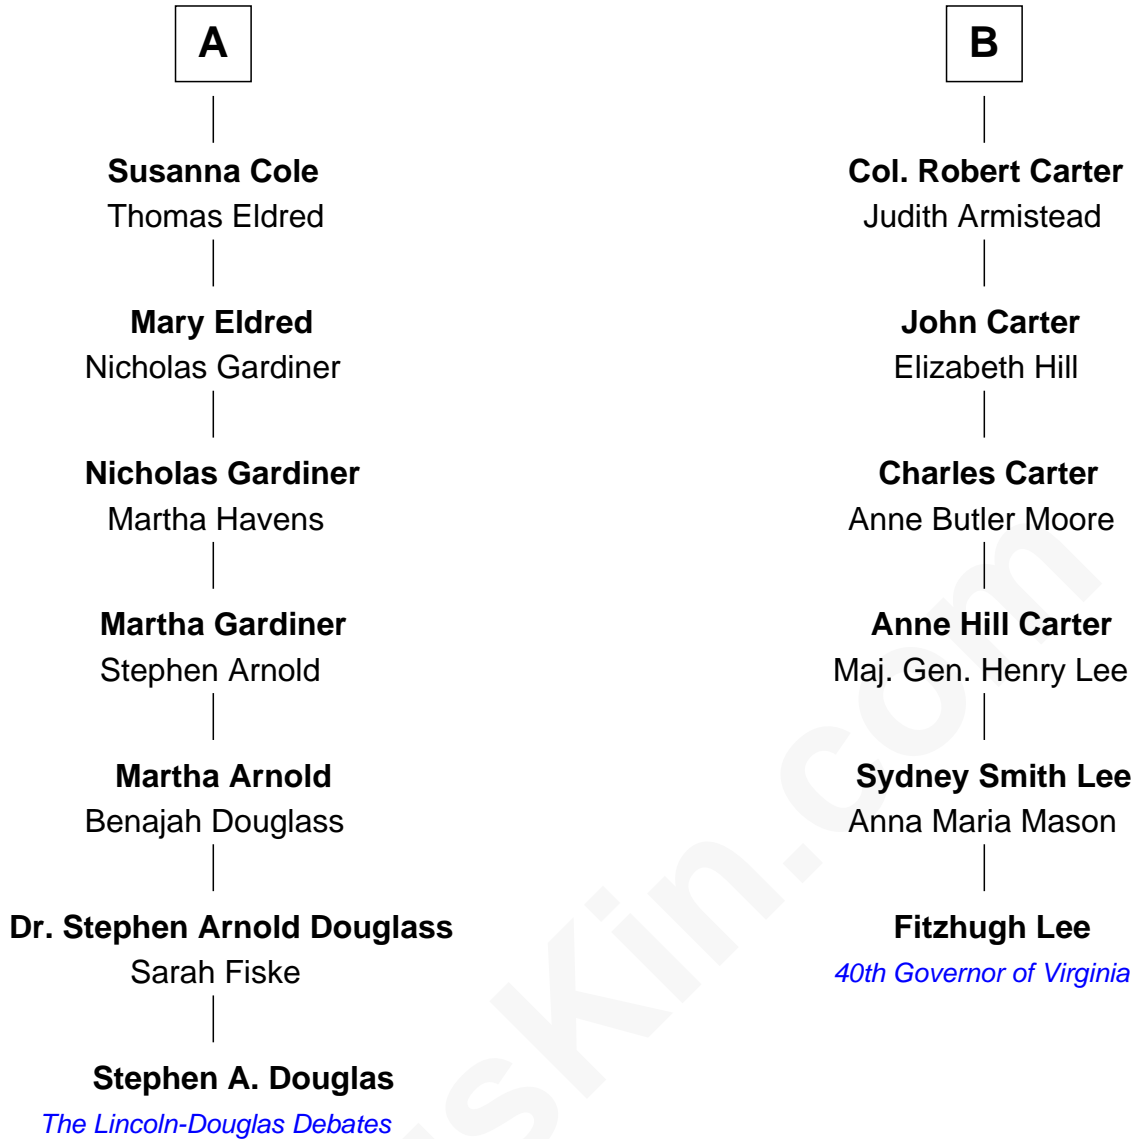 A
Susanna Cole
Thomas Eldred
Mary Eldred
Nicholas Gardiner
Nicholas Gardiner
Martha Havens
Martha Gardiner
Stephen Arnold
Martha Arnold
Benajah Douglass
Dr. Stephen Arnold Douglass
Sarah Fiske
Stephen A. Douglas
The Lincoln-Douglas Debates
B
Col. Robert Carter
Judith Armistead
John Carter
Elizabeth Hill
Charles Carter
Anne Butler Moore
Anne Hill Carter
Maj. Gen. Henry Lee
Sydney Smith Lee
Anna Maria Mason
Fitzhugh Lee
40th Governor of Virginia